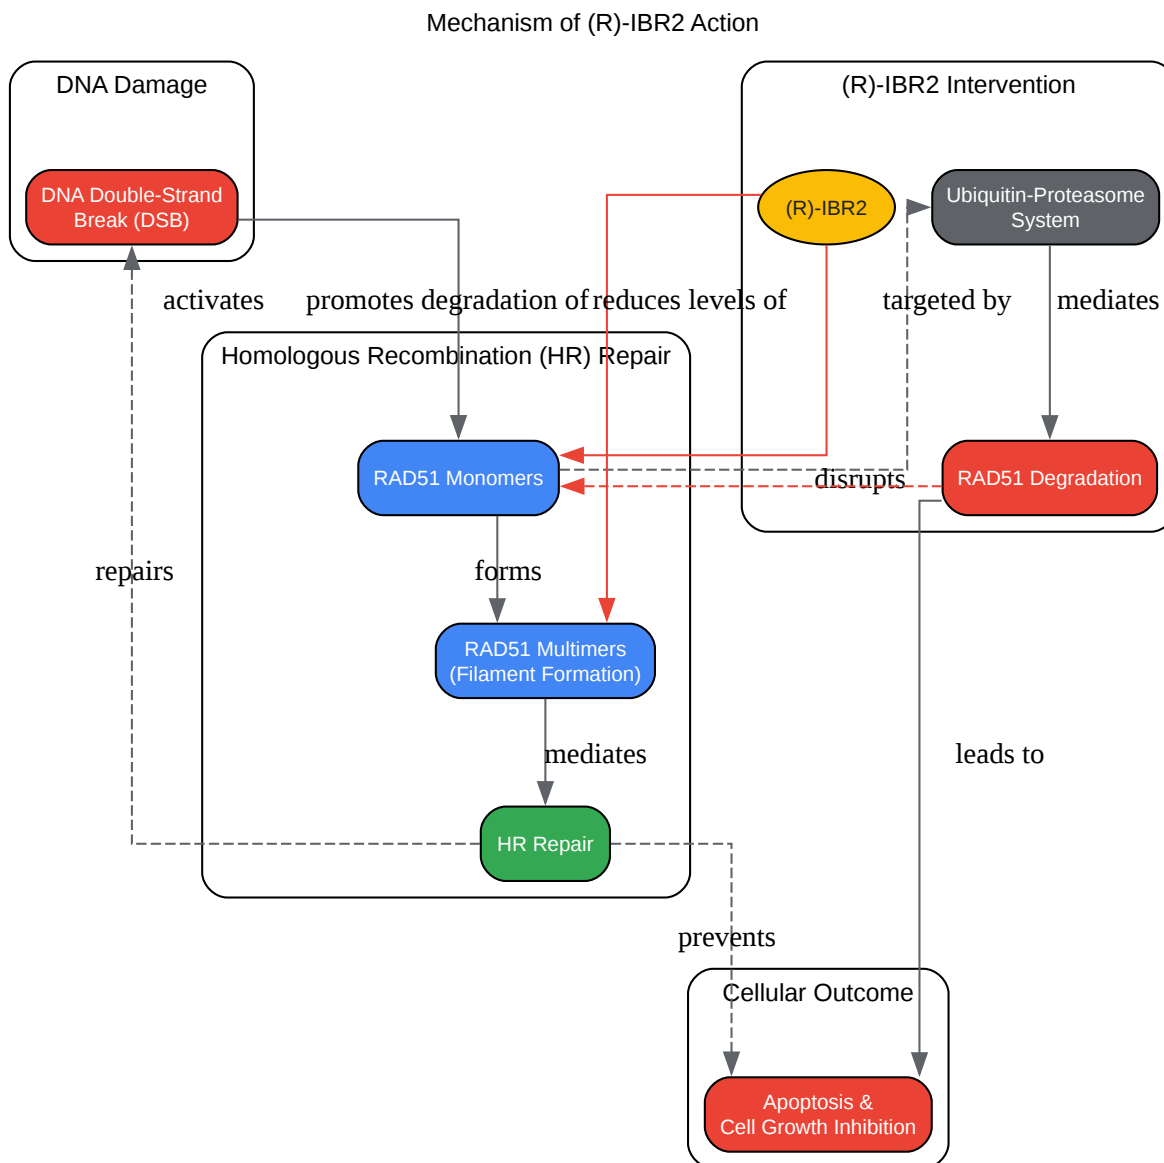 Mechanism of (R)-IBR2 Action
DNA Damage
(R)-IBR2 Intervention
DNA Double-Strand
Break (DSB)
(R)-IBR2
Ubiquitin-Proteasome
System
activates
promotes degradation of
reduces levels of
targeted by
mediates
Homologous Recombination (HR) Repair
RAD51 Monomers
disrupts
RAD51 Degradation
repairs
forms
RAD51 Multimers
(Filament Formation)
mediates
leads to
HR Repair
prevents
Cellular Outcome
Apoptosis &
Cell Growth Inhibition